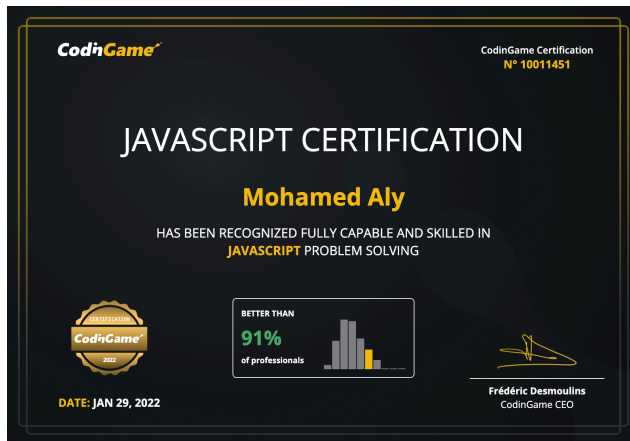 CodinGame
CodinGame Certification
N° 10011451
JAVASCRIPT CERTIFICATION
Mohamed Aly
HAS BEEN RECOGNIZED FULLY CAPABLE AND SKILLED IN
JAVASCRIPT PROBLEM SOLVING
CERTIFICATION
CodinGame
2022
BETTER THAN
91%
of professionals
DATE: JAN 29, 2022
Frédéric Desmoulins
CodinGame CEO